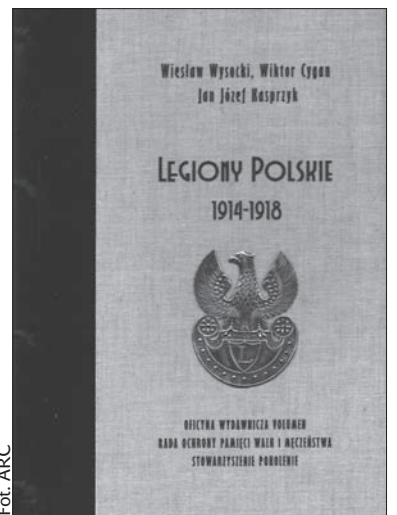 Wiesław Wysocki, Wiktor Cygan
Jan Józef Kasprzyk
LEGIONY POLSKIE
1914-1918
L
OFICYNA WYDAWNICZA VOLUMEN
RADA OCHRONY PAMIĘCI WALK I MĘCZEŃSTWA
STOWARZYSZENIE POKOLENIE
Fot. ARC